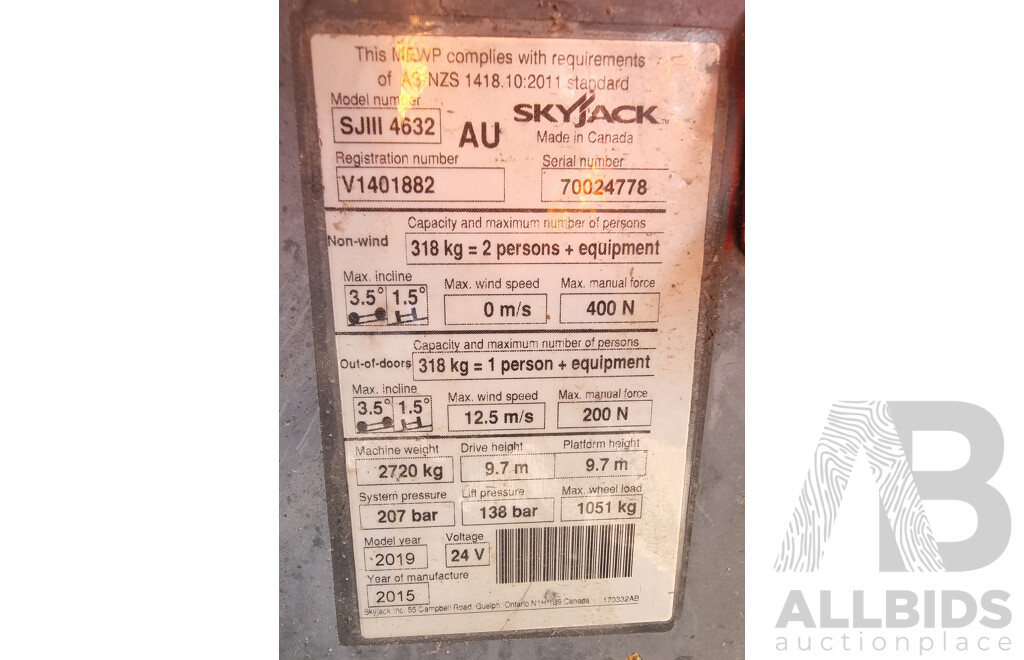 This MEWP complies with requirements
of AS NZS 1418.10:2011 standard
Model number
SJIII 4632 AU SKYJACK
Made in Canada
Registration number Serial number
V1401882 70024778
Capacity and maximum number of persons
Non-wind 318 kg = 2 persons + equipment
Max. incline Max. wind speed Max. manual force
3.5° 1.5° 0 m/s 400 N
Capacity and maximum number of persons
Out-of-doors 318 kg = 1 person + equipment
Max. incline Max. wind speed Max. manual force
3.5° 1.5° 12.5 m/s 200 N
Machine weight Drive height Platform height
2720 kg 9.7 m 9.7 m
System pressure Lift pressure Max. wheel load
207 bar 138 bar 1051 kg
Model year Voltage
2019 24 V
Year of manufacture
2015
Skyjack Inc. 55 Campbell Road, Guelph, Ontario Canada 170332AB
AB
ALLBIDS
auctionplace